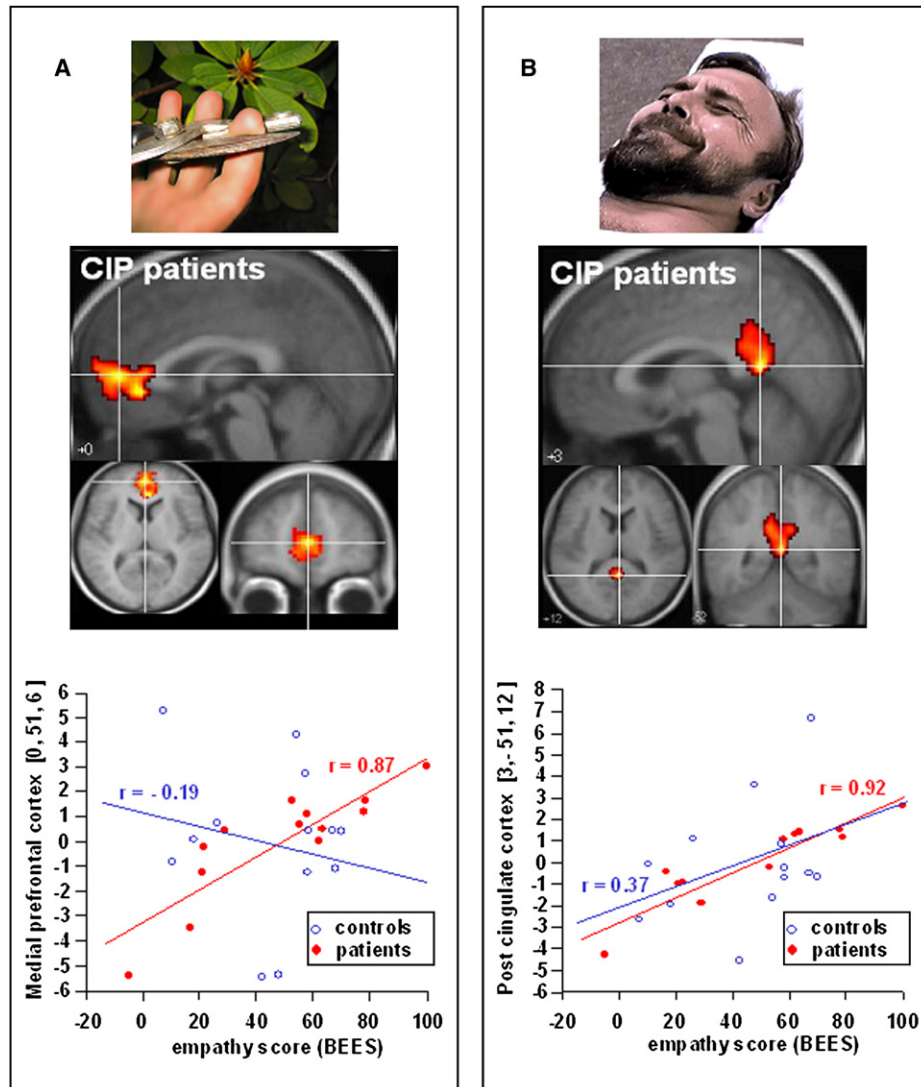 A
CIP patients
+0
Medial prefrontal cortex [0, 51, 6 ]
6
5
4
3
2
1
0
-1
-2
-3
-4
-5
-6
r = - 0.19
r = 0.87
controls
patients
-20 0 20 40 60 80 100
empathy score (BEES)
B
CIP patients
+3
+12
-52
Post cingulate cortex [3,- 51, 12 ]
8
7
6
5
4
3
2
1
0
-1
-2
-3
-4
-5
-6
r = 0.92
r = 0.37
controls
patients
-20 0 20 40 60 80 100
empathy score (BEES)